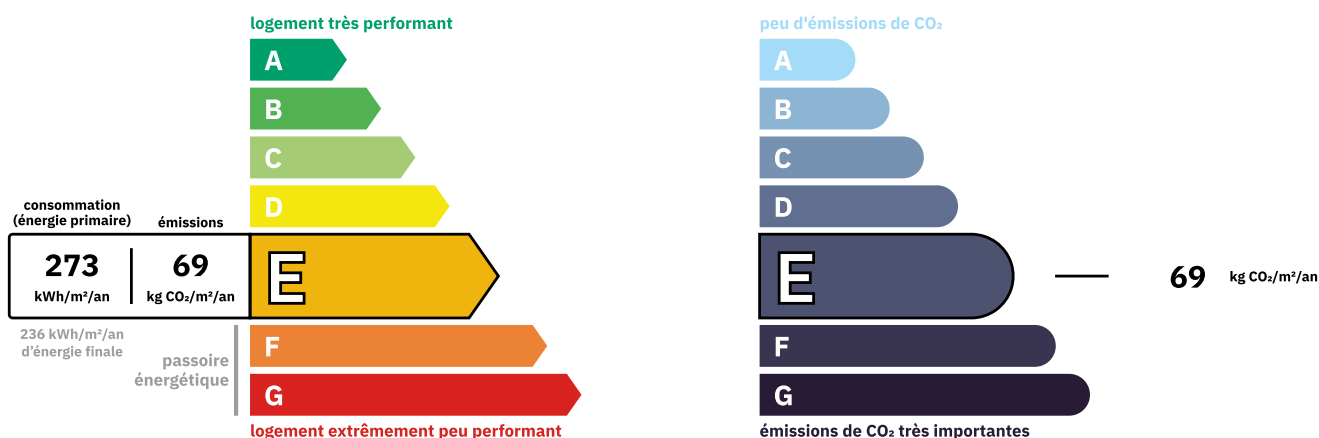 logement très performant
A
B
C
D
consommation
(énergie primaire)
émissions
273
kWh/m²/an
69
kg CO₂/m²/an
E
236 kWh/m²/an
d'énergie finale
passoire
énergétique
F
G
logement extrêmement peu performant
peu d'émissions de CO₂
A
B
C
D
E
69 kg CO₂/m²/an
F
G
émissions de CO₂ très importantes